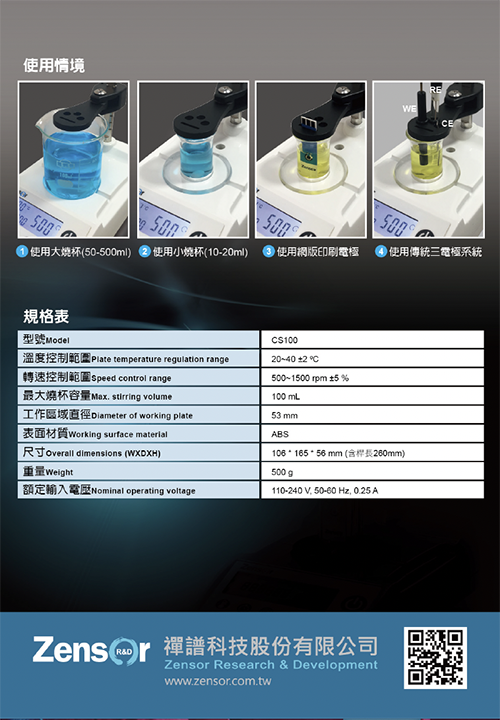 使用情境
RE
WE
CE
500
500
500
500
1 使用大燒杯(50-500ml)
2 使用小燒杯(10-20ml)
3 使用網版印刷電極
4 使用傳統三電極系統
規格表
型號Model CS100
溫度控制範圍Plate temperature regulation range 20~40 ±2 ºC
轉速控制範圍Speed control range 500~1500 rpm ±5 %
最大燒杯容量Max. stirring volume 100 mL
工作區域直徑Diameter of working plate 53 mm
表面材質Working surface material ABS
尺寸Overall dimensions (WXDXH) 106 * 165 * 56 mm (含桿長260mm)
重量Weight 500 g
額定輸入電壓Nominal operating voltage 110-240 V, 50-60 Hz, 0.25 A
Zensor R&D
禪譜科技股份有限公司
Zensor Research & Development
www.zensor.com.tw